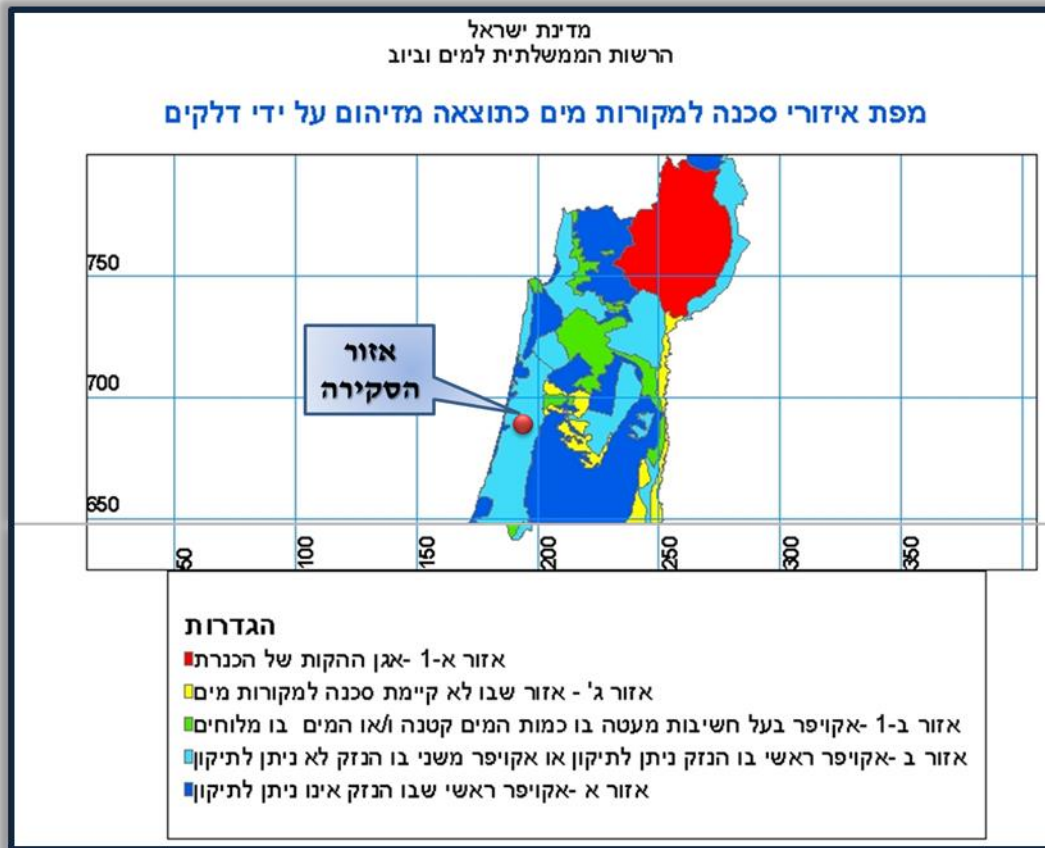 מדינת ישראל
הרשות הממשלתית למים וביוב
מפת איזורי סכנה למקורות מים כתוצאה מזיהום על ידי דלקים
750
700
650
אזור
הסקירה
50
100
150
200
250
300
350
הגדרות
אזור א-1 -אגן ההקות של הכנרת
אזור ג' - אזור שבו לא קיימת סכנה למקורות מים
אזור ב-1 -אקויפר בעל חשיבות מעטה בו כמות המים קטנה ו/או המים בו מלוחים
אזור ב -אקויפר ראשי בו הנזק ניתן לתיקון או אקויפר משני בו הנזק לא ניתן לתיקון
אזור א -אקויפר ראשי שבו הנזק אינו ניתן לתיקון